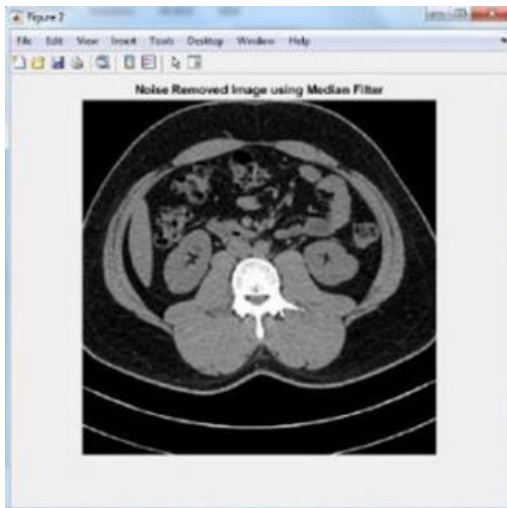 Figure 2
File Edit View Insert Tools Desktop Window Help
Noise Removed Image using Median Filter